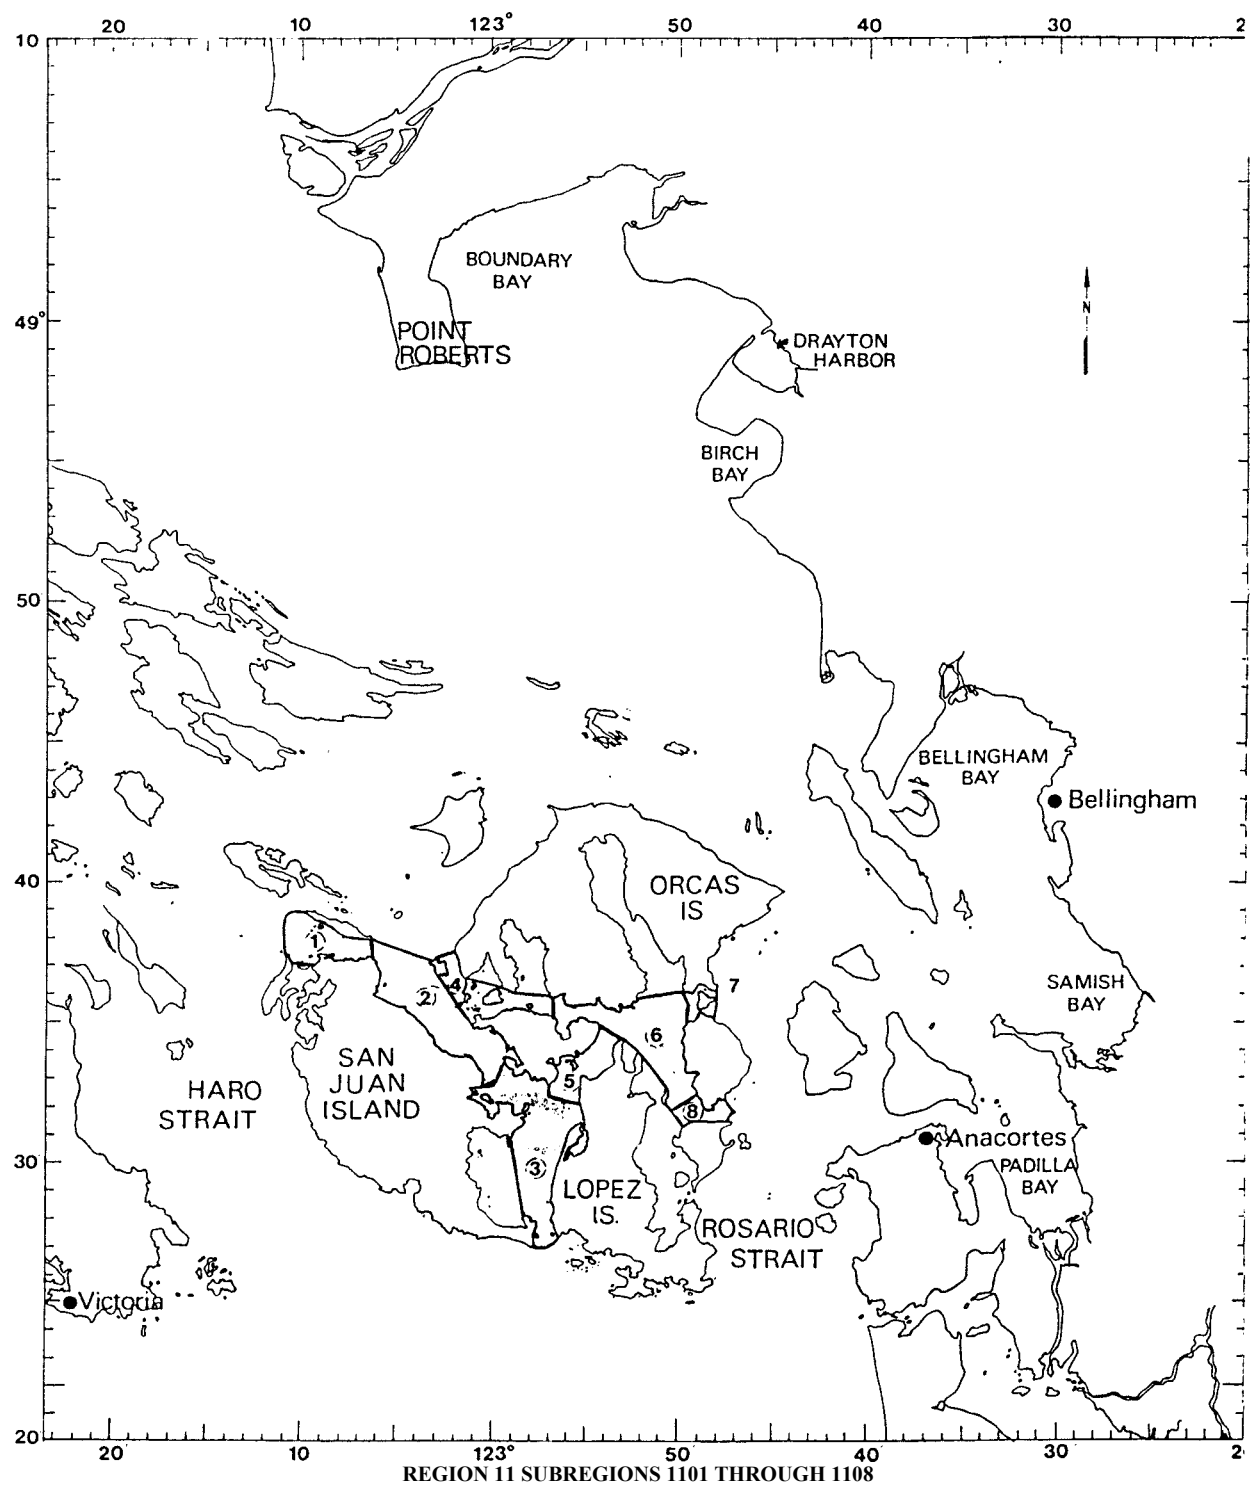 20 10 123° 50 40 30 2
10
BOUNDARY
BAY
N
49°
POINT
ROBERTS
DRAYTON
HARBOR
BIRCH
BAY
50
BELLINGHAM
BAY
Bellingham
40
ORCAS
IS
1
7
SAMISH
BAY
4
2
6
SAN
JUAN
ISLAND
HARO
STRAIT
5
8
Anacortes
30
3
PADILLA
BAY
LOPEZ
IS.
ROSARIO
STRAIT
Victoria
20
20 10 123° 50 40 30 2
REGION 11 SUBREGIONS 1101 THROUGH 1108